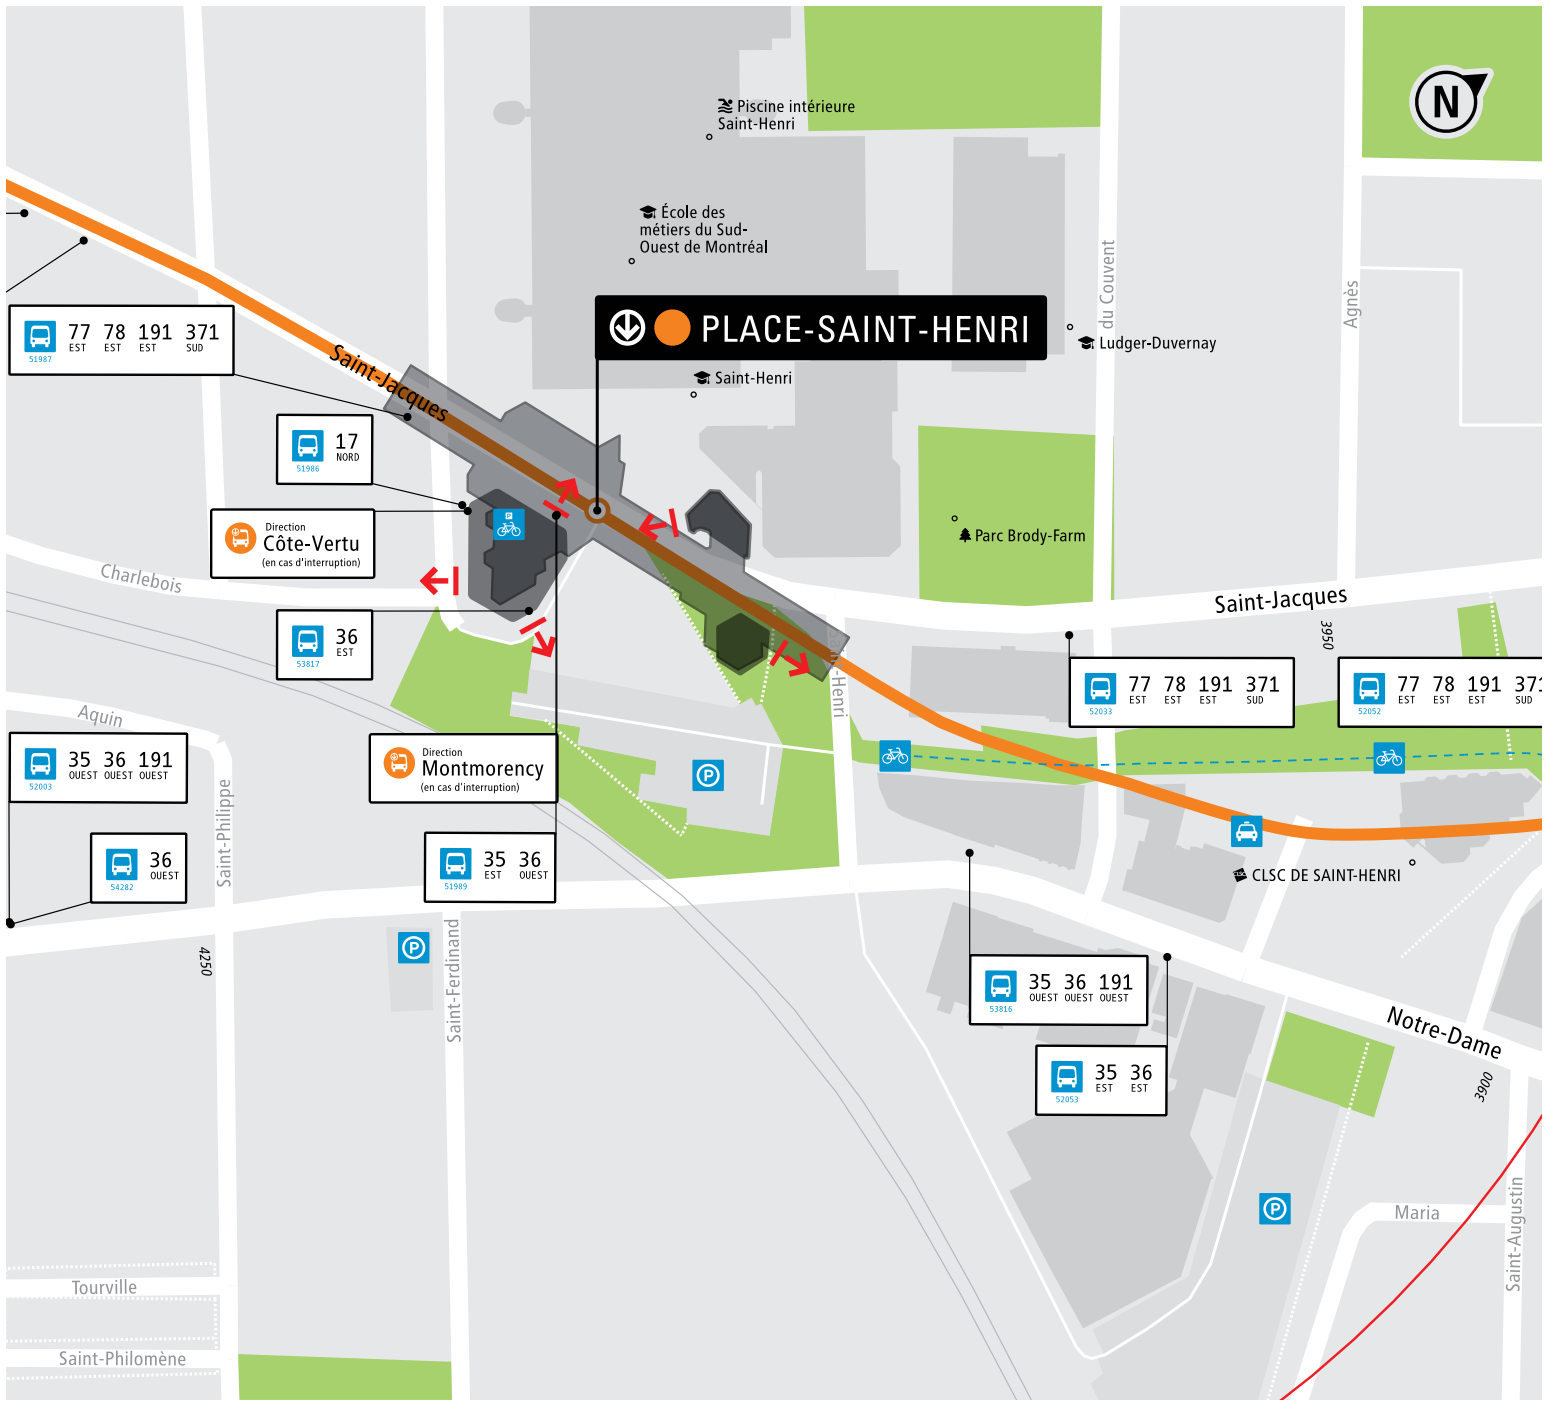 N
Piscine intérieure
Saint-Henri
École des
métiers du Sud-
Ouest de Montréal
du Couvent
Agnès
PLACE-SAINT-HENRI
Ludger-Duvernay
Saint-Henri
77 78 191 371
EST EST EST SUD
51987
Saint-Jacques
17
NORD
51986
P
Direction
Côte-Vertu
(en cas d'interruption)
Parc Brody-Farm
Charlebois
36
EST
53817
Saint-Jacques
3950
Saint-Henri
77 78 191 371
EST EST EST SUD
52033
77 78 191 371
EST EST EST SUD
52052
Aquin
35 36 191
OUEST OUEST OUEST
52003
Direction
Montmorency
(en cas d'interruption)
P
Saint-Philippe
36
OUEST
54282
35 36
EST OUEST
51989
CLSC DE SAINT-HENRI
4250
P
Saint-Ferdinand
35 36 191
OUEST OUEST OUEST
53816
Notre-Dame
35 36
EST EST
52053
3900
P
Maria
Saint-Augustin
Tourville
Saint-Philomène